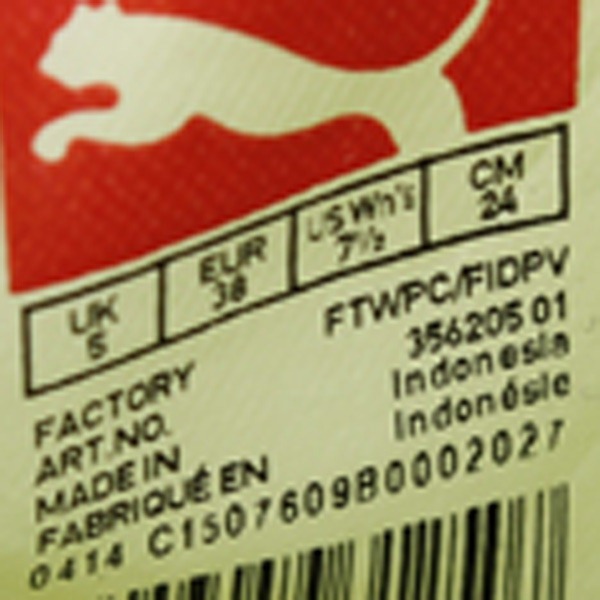 UK EUR US Wn's CM
5 38 7½ 24
FACTORY FTWPC/FIDPV
ART.NO. 356205 01
MADE IN Indonesia
FABRIQUÉ EN Indonésie
0414 C1507609B0002027